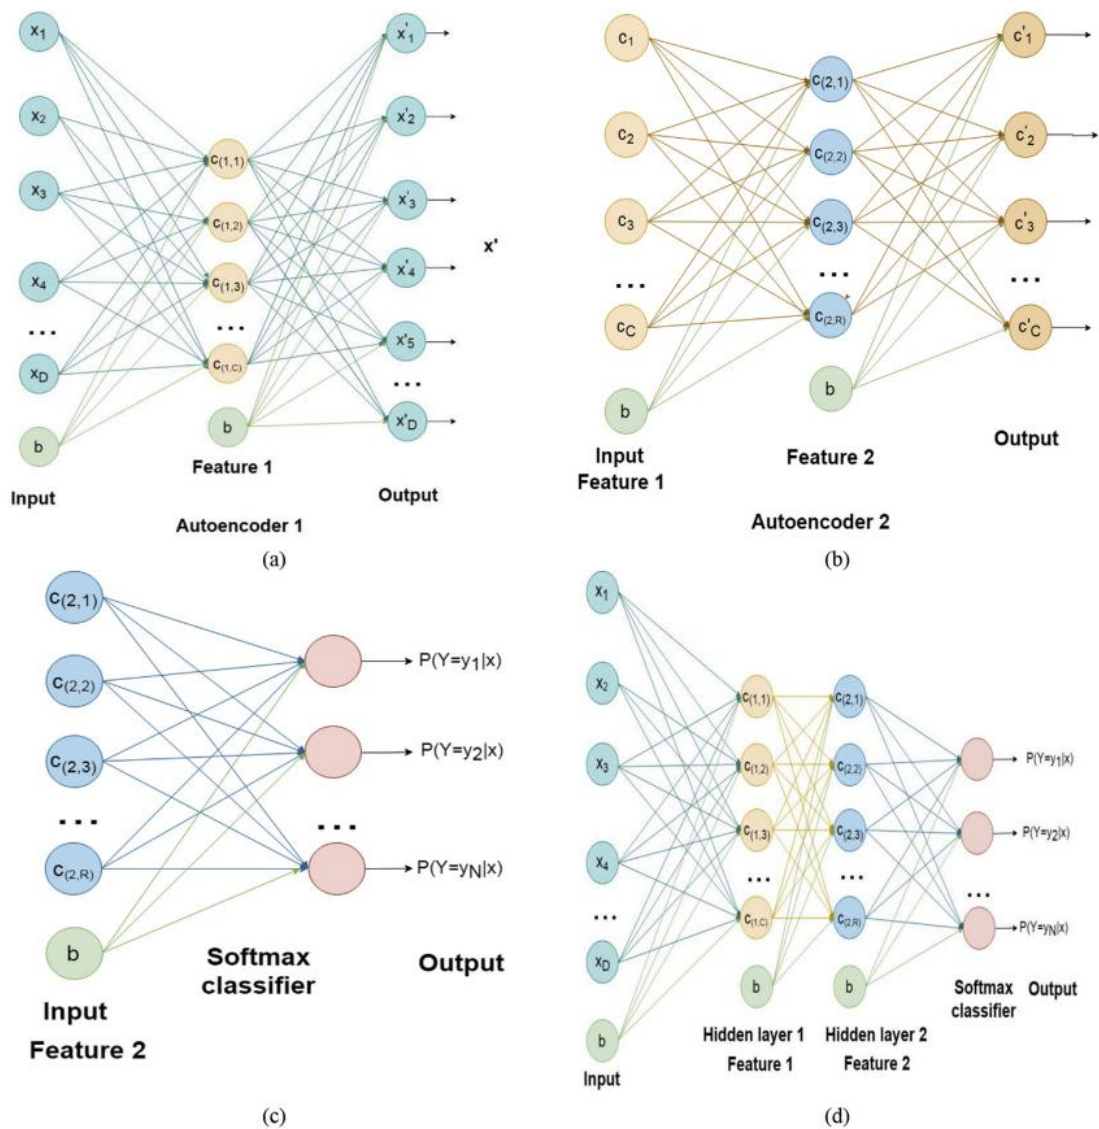 x1
x2
x3
x4
...
xD
b
Input
c(1,1)
c(1,2)
c(1,3)
...
c(1,C)
b
Feature 1
x'1
x'2
x'3
x'4
x'5
...
x'D
Output
x'
Autoencoder 1
(a)
c1
c2
c3
...
cC
b
Input
Feature 1
c(2,1)
c(2,2)
c(2,3)
...
c(2,R)
b
Feature 2
c'1
c'2
c'3
...
c'C
Output
Autoencoder 2
(b)
c(2,1)
c(2,2)
c(2,3)
...
c(2,R)
b
Input
Feature 2
...
Softmax
classifier
P(Y=y1|x)
P(Y=y2|x)
P(Y=yN|x)
Output
(c)
x1
x2
x3
x4
...
xD
b
Input
c(1,1)
c(1,2)
c(1,3)
...
c(1,C)
b
Hidden layer 1
Feature 1
c(2,1)
c(2,2)
c(2,3)
...
c(2,R)
b
Hidden layer 2
Feature 2
...
Softmax
classifier
P(Y=y1|x)
P(Y=y2|x)
P(Y=yN|x)
Output
(d)